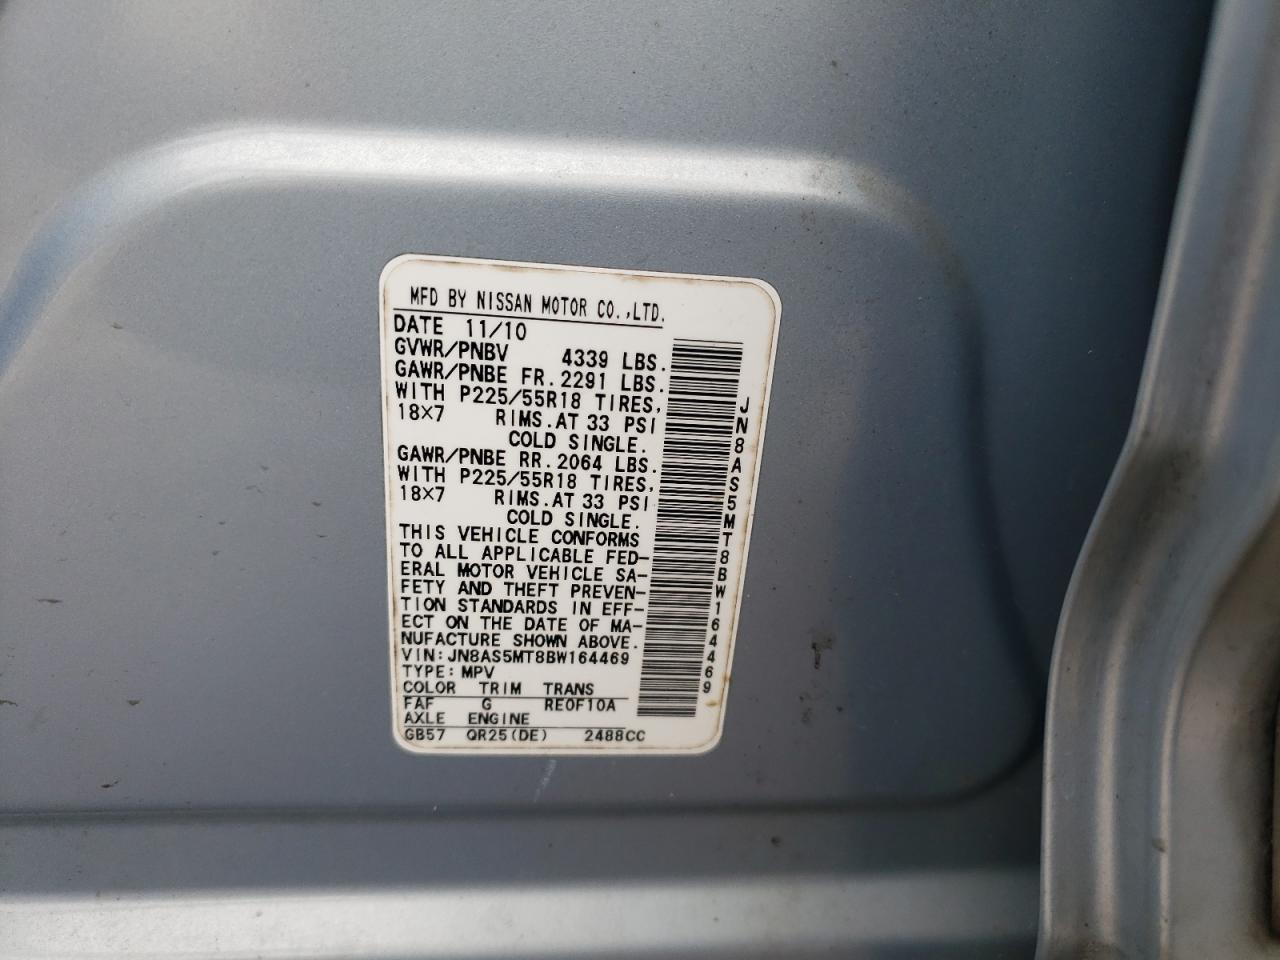 MFD BY NISSAN MOTOR CO.,LTD.
DATE 11/10
GVWR/PNBV 4339 LBS.
GAWR/PNBE FR.2291 LBS.
WITH P225/55R18 TIRES,
18×7 RIMS.AT 33 PSI
COLD SINGLE.
GAWR/PNBE RR.2064 LBS.
WITH P225/55R18 TIRES,
18×7 RIMS.AT 33 PSI
COLD SINGLE.
THIS VEHICLE CONFORMS
TO ALL APPLICABLE FED-
ERAL MOTOR VEHICLE SA-
FETY AND THEFT PREVEN-
TION STANDARDS IN EFF-
ECT ON THE DATE OF MA-
NUFACTURE SHOWN ABOVE.
VIN:JN8AS5MT8BW164469
TYPE:MPV
COLOR TRIM TRANS
FAF G RE0F10A
AXLE ENGINE
GB57 QR25(DE) 2488CC
JN8AS5MT8BW164469